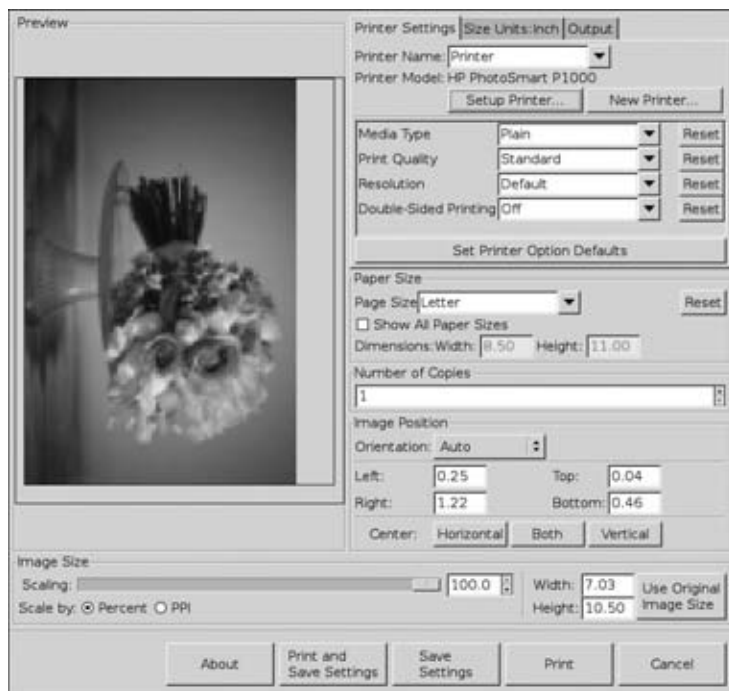 Preview
Printer Settings Size Units:Inch Output
Printer Name: Printer
Printer Model: HP PhotoSmart P1000
Setup Printer... New Printer...
Media Type Plain Reset
Print Quality Standard Reset
Resolution Default Reset
Double-Sided Printing Off Reset
Set Printer Option Defaults
Paper Size
Page Size Letter Reset
Show All Paper Sizes
Dimensions: Width: 8.50 Height: 11.00
Number of Copies
1
Image Position
Orientation: Auto
Left: 0.25 Top: 0.04
Right: 1.22 Bottom: 0.46
Center: Horizontal Both Vertical
Image Size
Scaling: 100.0 Width: 7.03 Use Original
Scale by: Percent PPI Height: 10.50 Image Size
About Print and Save Settings Save Settings Print Cancel